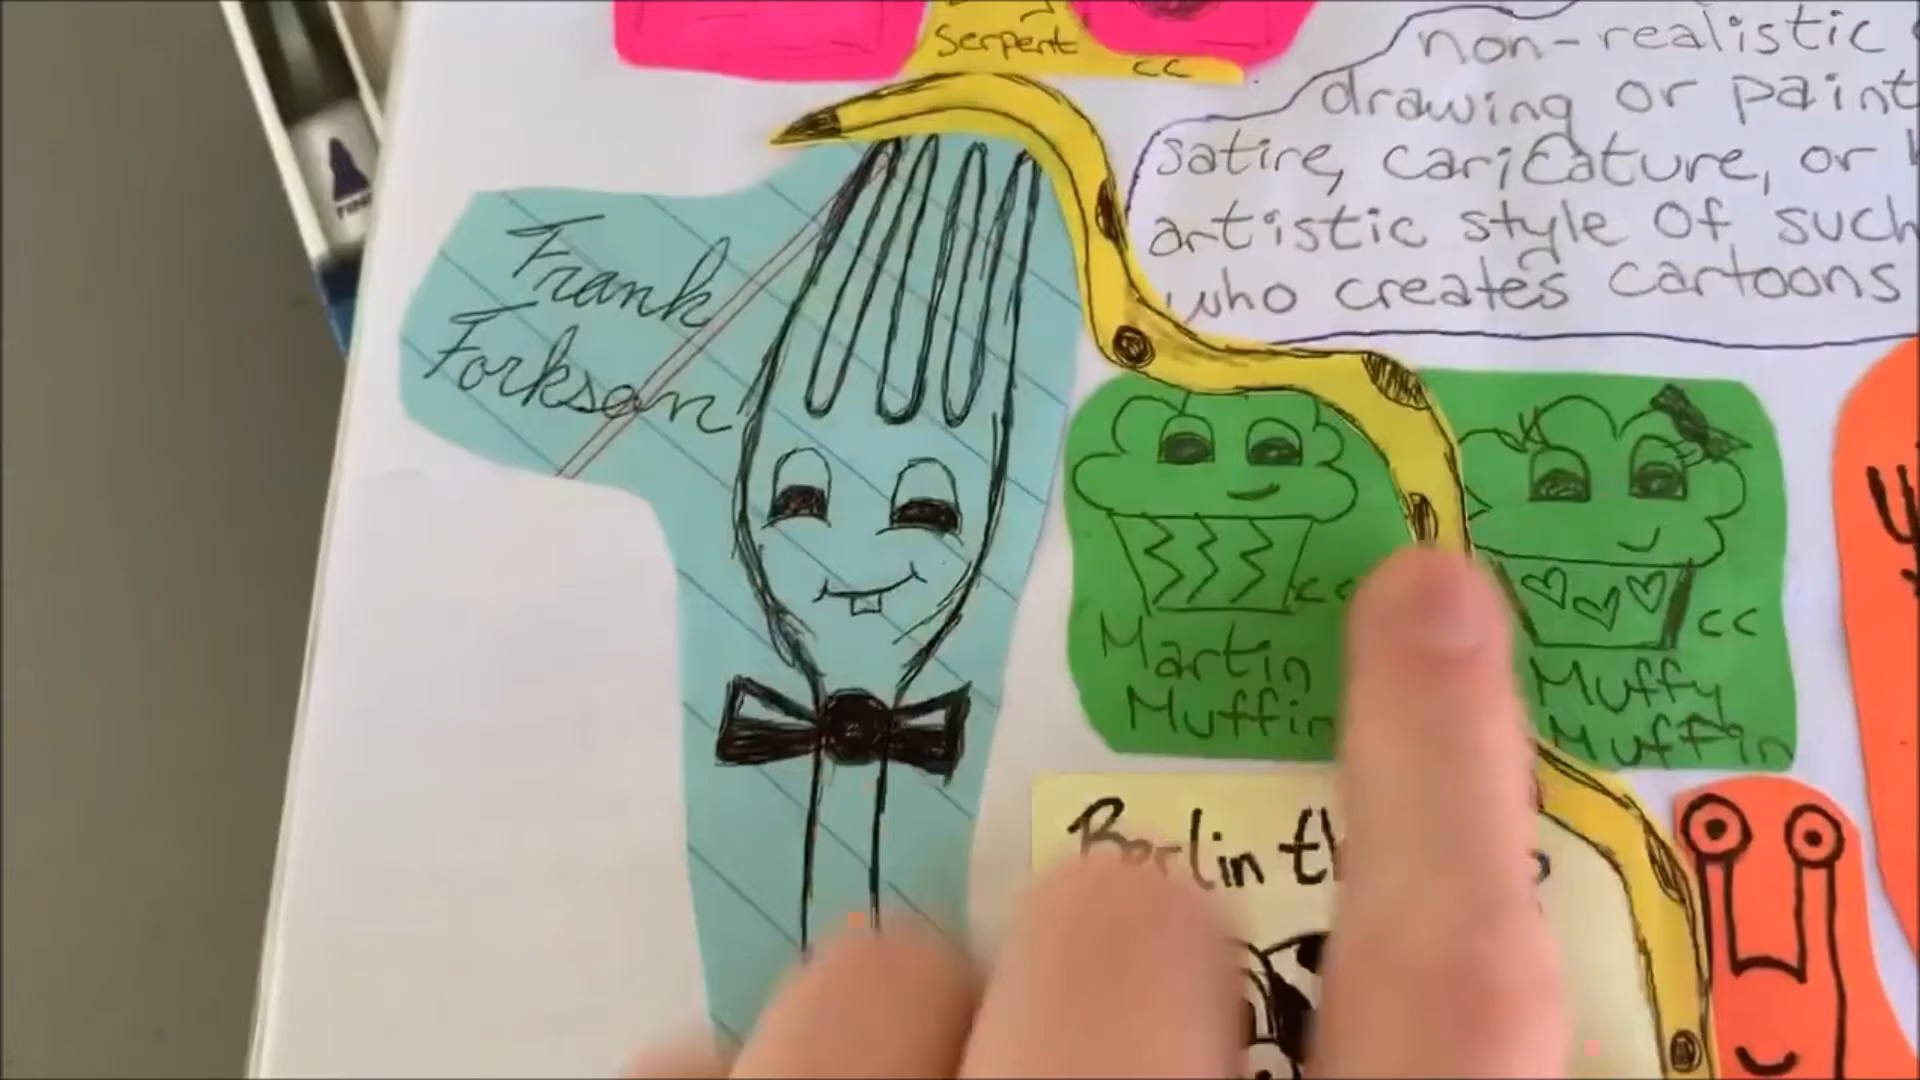 Serpent
cc
non-realistic
drawing or paint
satire, caricature, or
artistic style of such
who creates cartoons
Frank
Forkson
cc
Martin
Muffin
cc
Muffy
Muffin
Berlin